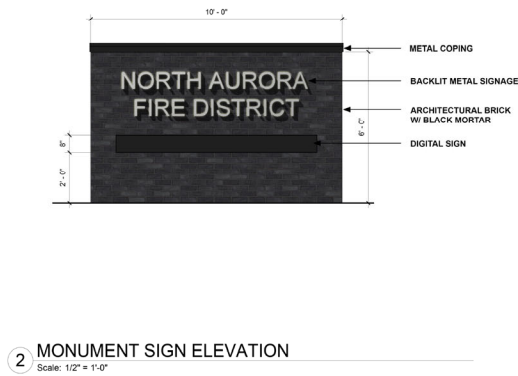 10' - 0"
METAL COPING
NORTH AURORA
FIRE DISTRICT
BACKLIT METAL SIGNAGE
ARCHITECTURAL BRICK
W/ BLACK MORTAR
6' - 0"
DIGITAL SIGN
8"
2' - 0"
2 MONUMENT SIGN ELEVATION
Scale: 1/2" = 1'-0"